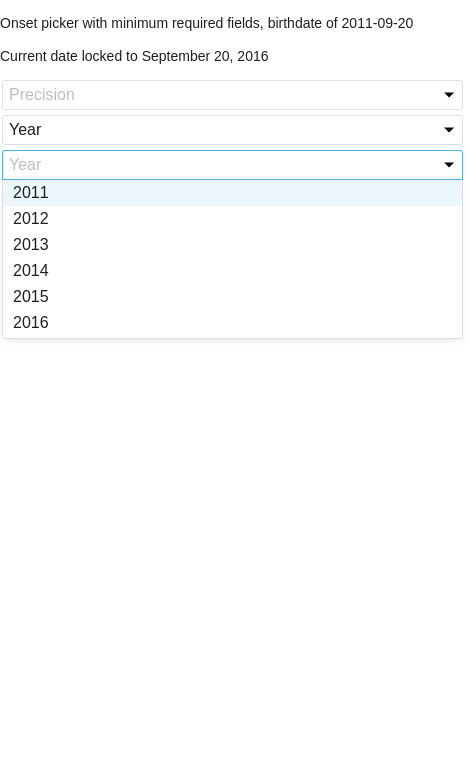 Onset picker with minimum required fields, birthdate of 2011-09-20
Current date locked to September 20, 2016
Precision
Year
Year
2011
2012
2013
2014
2015
2016